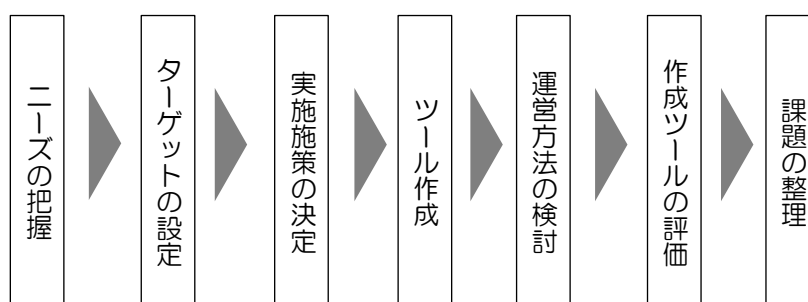 ニーズの把握
ターゲットの設定
実施施策の決定
ツール作成
運営方法の検討
作成ツールの評価
課題の整理